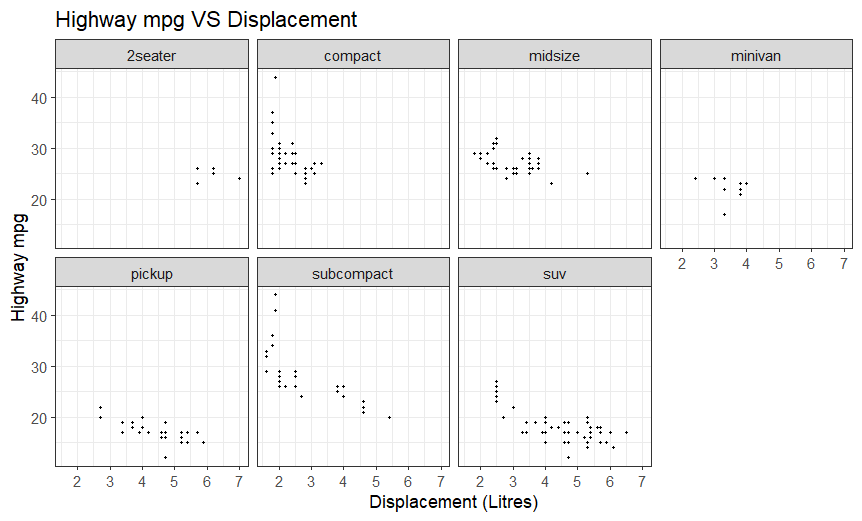 Highway mpg VS Displacement
2seater compact midsize minivan
40
30
20
2 3 4 5 6 7
pickup subcompact suv
40
30
20
2 3 4 5 6 7 2 3 4 5 6 7 2 3 4 5 6 7
Highway mpg
Displacement (Litres)